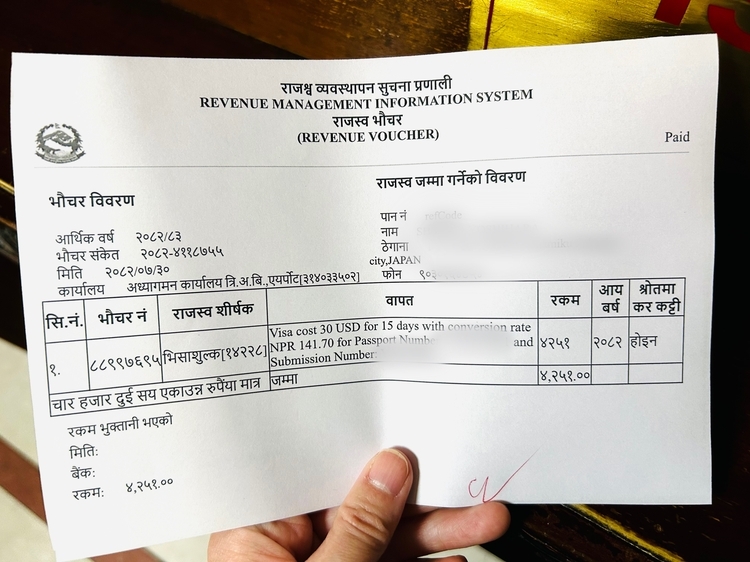 राजश्व व्यवस्थापन सुचना प्रणाली
REVENUE MANAGEMENT INFORMATION SYSTEM
राजस्व भौचर
(REVENUE VOUCHER)
Paid
भौचर विवरण
आर्थिक वर्ष २०८२/८३
भौचर संकेत २०८२-४११८७५५
मिति २०८२/०७/३०
कार्यालय अध्यागमन कार्यालय त्रि.अ.बि.,एयर्पोट[३१४०३३५०२]
राजस्व जम्मा गर्नेको विवरण
पान नं
नाम
ठेगाना
city,JAPAN
फोन
सि.नं. भौचर नं राजस्व शीर्षक वापत रकम आय वर्ष श्रोतमा कर कट्टी
१. ८८९९७६९५ भिसाशुल्क[१४२२८] Visa cost 30 USD for 15 days with conversion rate
NPR 141.70 for Passport and
Submission Number:
४२५१ २०८२ होइन
चार हजार दुई सय एकाउन्न रुपैंया मात्र जम्मा ४,२५१.००
रकम भुक्तानी भएको
मिति:
बैंक:
रकम: ४,२५१.००